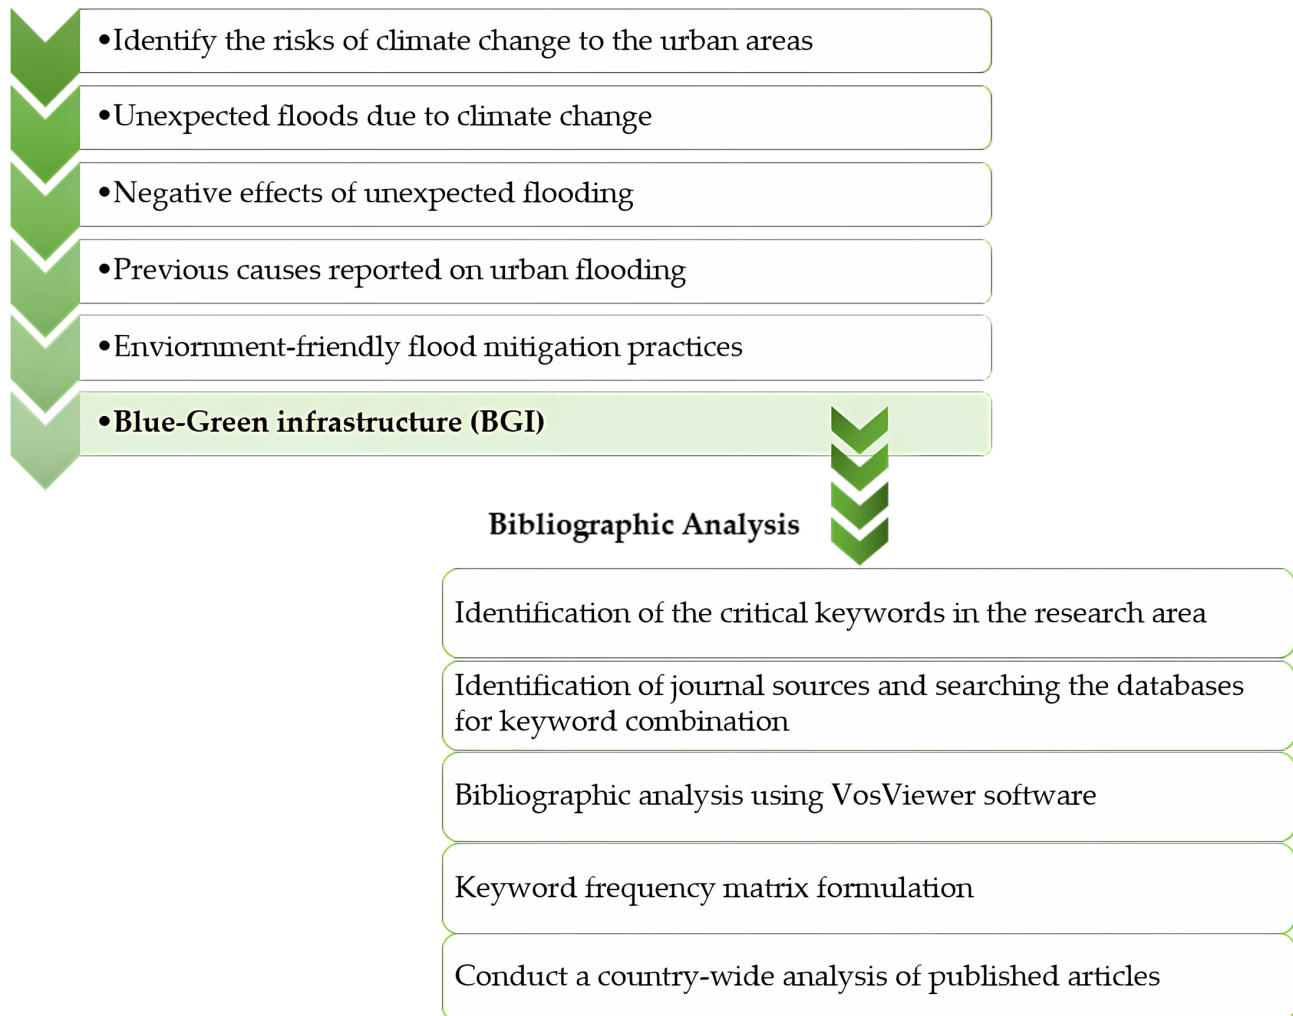 •Identify the risks of climate change to the urban areas
•Unexpected floods due to climate change
•Negative effects of unexpected flooding
•Previous causes reported on urban flooding
•Enviornment-friendly flood mitigation practices
•Blue-Green infrastructure (BGI)
Bibliographic Analysis
Identification of the critical keywords in the research area
Identification of journal sources and searching the databases
for keyword combination
Bibliographic analysis using VosViewer software
Keyword frequency matrix formulation
Conduct a country-wide analysis of published articles